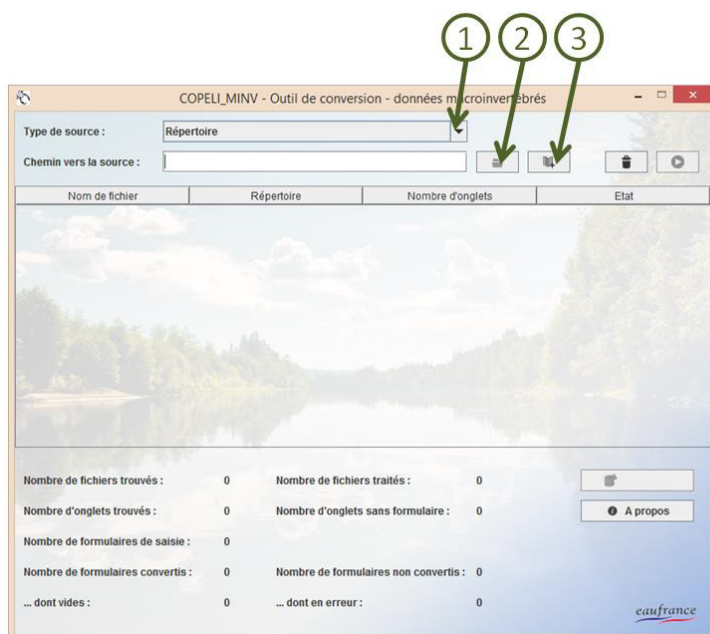 1 2 3
COPELI_MINV - Outil de conversion - données macroinvertébrés
Type de source : Répertoire
Chemin vers la source :
Nom de fichier Répertoire Nombre d'onglets Etat
Nombre de fichiers trouvés : 0 Nombre de fichiers traités : 0
Nombre d'onglets trouvés : 0 Nombre d'onglets sans formulaire : 0 A propos
Nombre de formulaires de saisie : 0
Nombre de formulaires convertis : 0 Nombre de formulaires non convertis : 0
... dont vides : 0 ... dont en erreur : 0
eaufrance